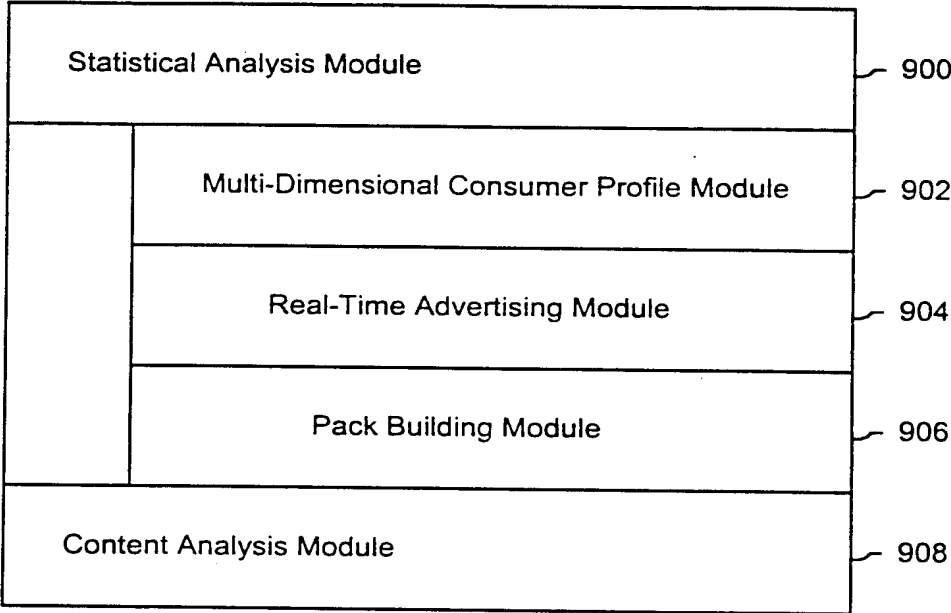 Statistical Analysis Module 900
Multi-Dimensional Consumer Profile Module 902
Real-Time Advertising Module 904
Pack Building Module 906
Content Analysis Module 908